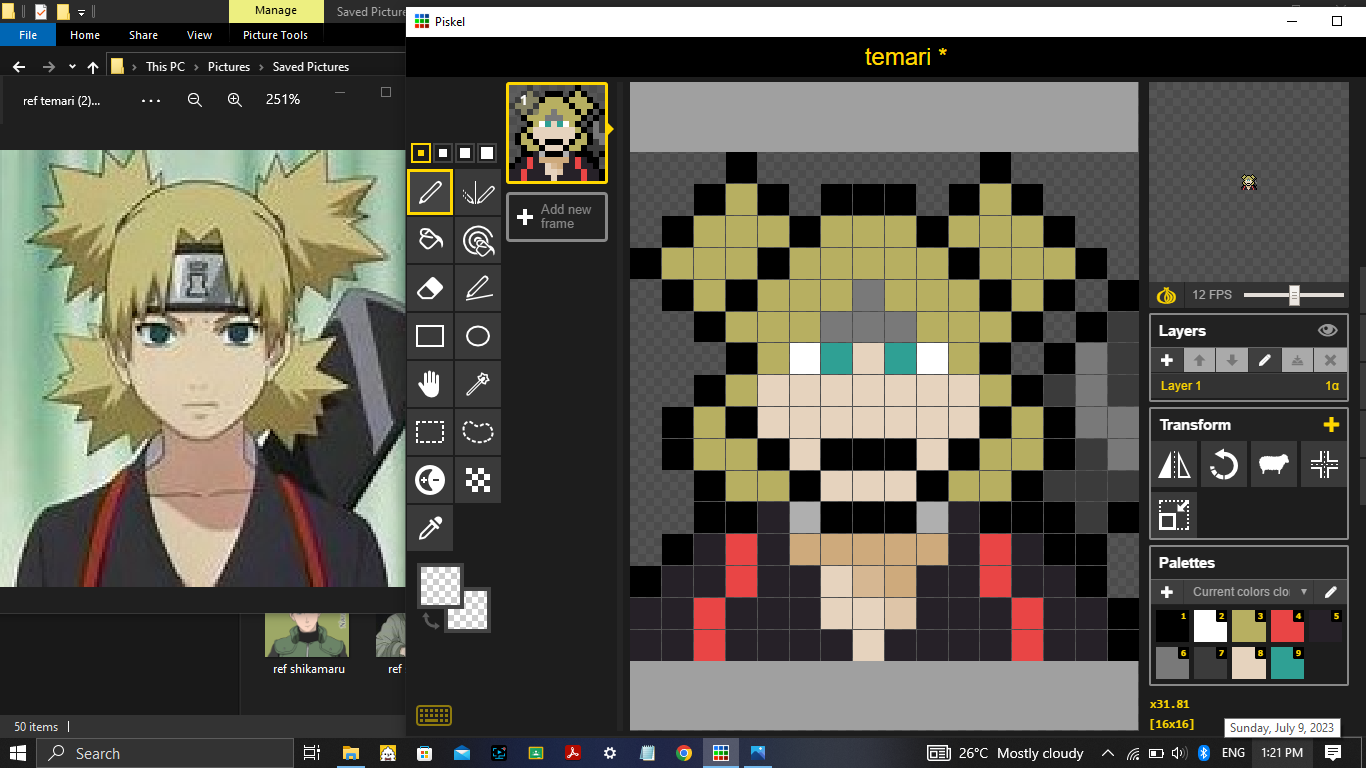 Manage
Saved Picture
File
Home
Share
View
Picture Tools
This PC
Pictures
Saved Pictures
ref temari (2)...
251%
ref shikamaru
ref
50 items
Piskel
temari *
1
Add new
frame
12 FPS
Layers
Layer 1
1α
Transform
Palettes
Current colors clo
1
2
3
4
5
6
7
8
9
x31.81
[16x16]
Sunday, July 9, 2023
Search
26°C Mostly cloudy
ENG
1:21 PM